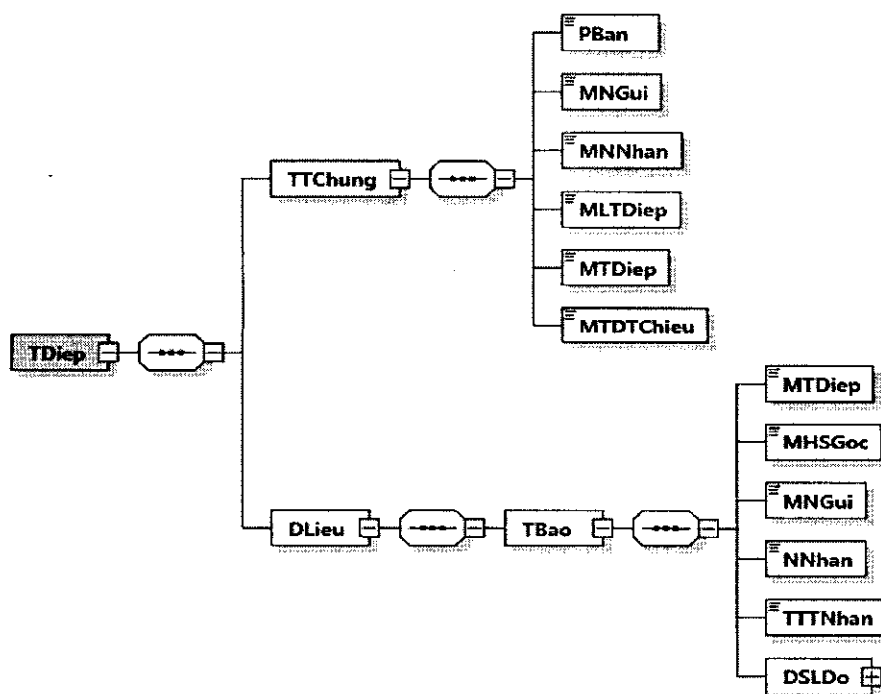 PBan
MNGui
MNNhan
TTChung
MLTDiep
MTDiep
MTDTChieu
TDiep
MTDiep
MHSGoc
MNGui
DLieu
TBao
NNhan
TTTNhan
DSLDo